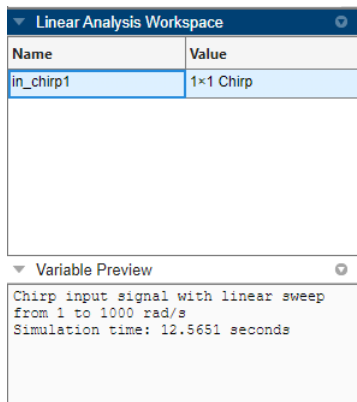 Linear Analysis Workspace
Name Value
in_chirp1 1×1 Chirp
Variable Preview
Chirp input signal with linear sweep
from 1 to 1000 rad/s
Simulation time: 12.5651 seconds